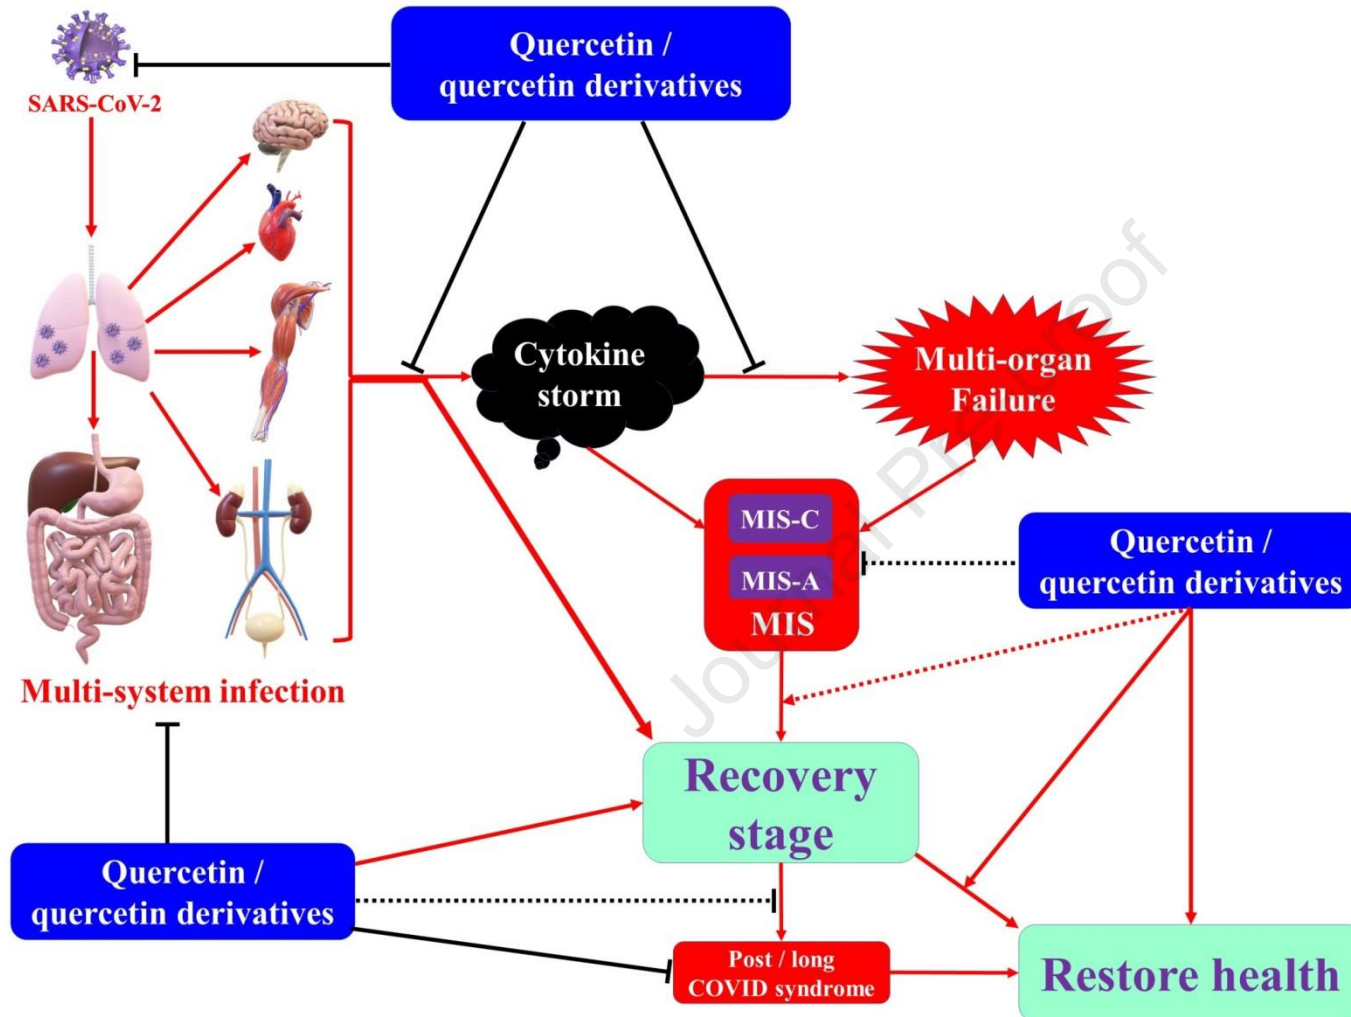 Quercetin /
quercetin derivatives
SARS-CoV-2
Cytokine
storm
Multi-organ
Failure
MIS-C
MIS-A
MIS
Quercetin /
quercetin derivatives
Multi-system infection
Recovery
stage
Quercetin /
quercetin derivatives
Post / long
COVID syndrome
Restore health
Journal Pre-proof